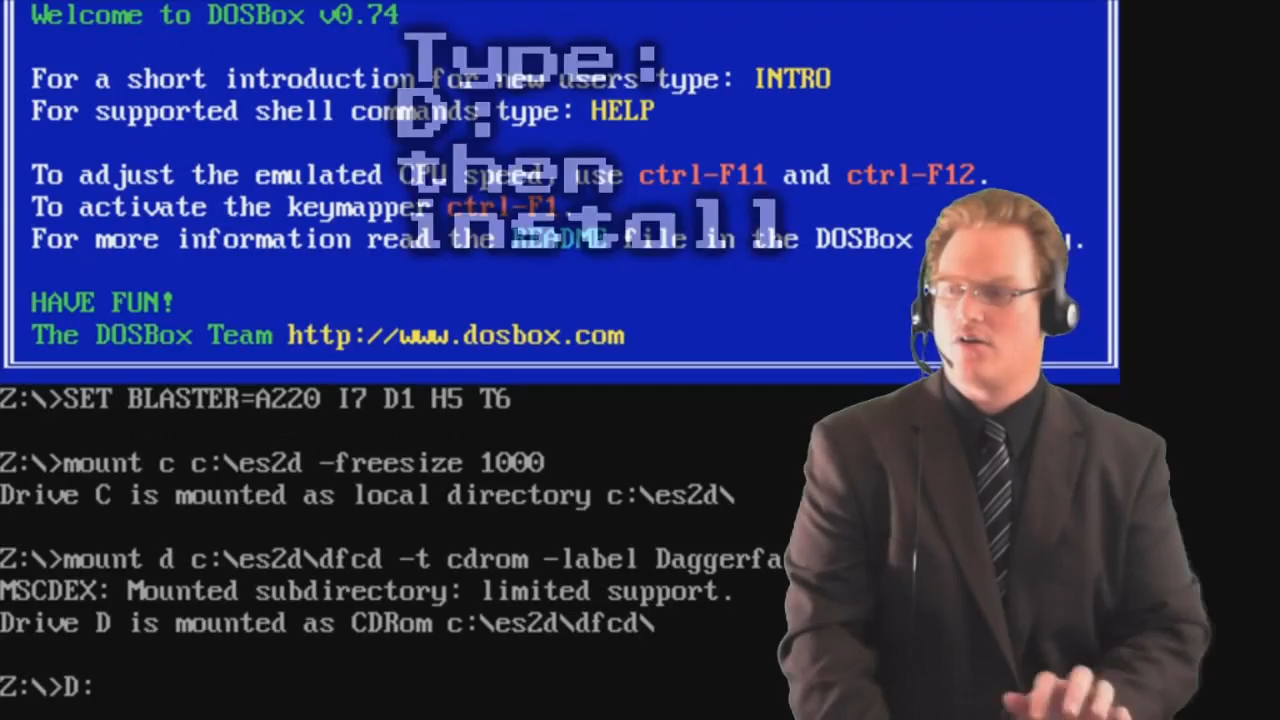 Welcome to DOSBox v0.74
For a short introduction for new users type: INTRO
For supported shell commands type: HELP
To adjust the emulated CPU speed, use ctrl-F11 and ctrl-F12.
To activate the keymapper ctrl-F1.
For more information read the README file in the DOSBox
HAVE FUN!
The DOSBox Team http://www.dosbox.com
Type:
D:
then
install
Z:\>SET BLASTER=A220 I7 D1 H5 T6
Z:\>mount c c:\es2d -freesize 1000
Drive C is mounted as local directory c:\es2d\
Z:\>mount d c:\es2d\dfcd -t cdrom -label Daggerfa
MSCDEX: Mounted subdirectory: limited support.
Drive D is mounted as CDRom c:\es2d\dfcd\
Z:\>D: